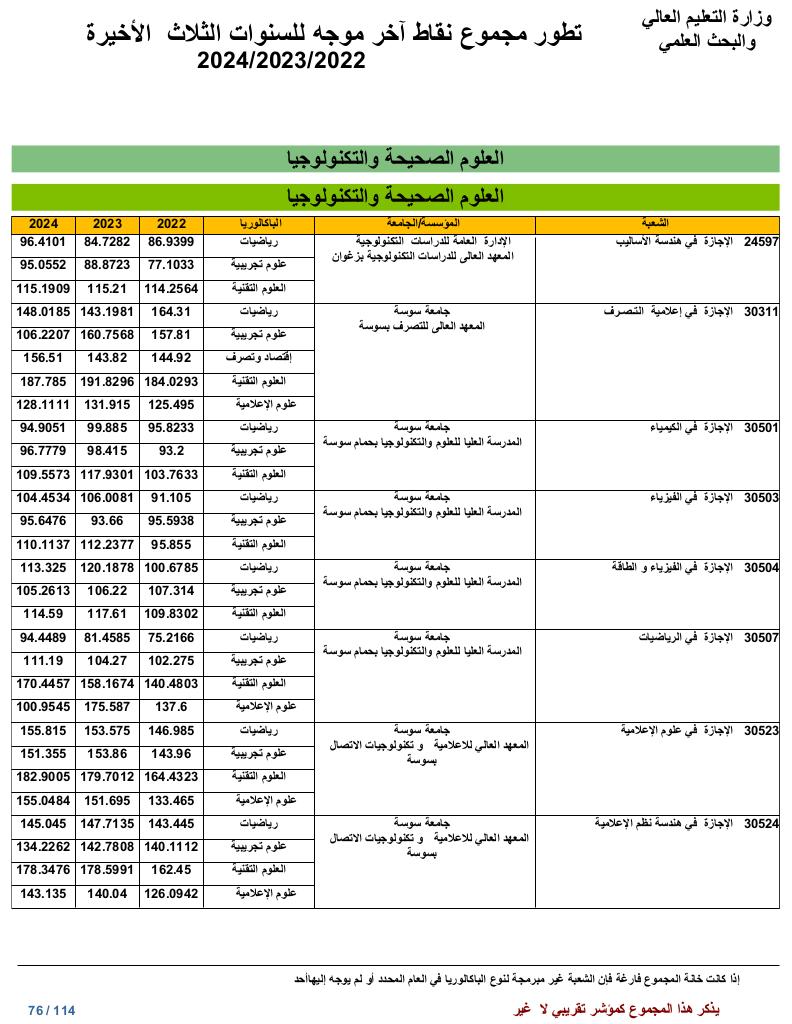 وزارة التعليم العالي
والبحث العلمي
تطور مجموع نقاط آخر موجه للسنوات الثلاث الأخيرة
2024/2023/2022
العلوم الصحيحة والتكنولوجيا
العلوم الصحيحة والتكنولوجيا
الشعبة المؤسسة/الجامعة الباكالوريا 2022 2023 2024
24597 الإجازة في هندسة الأساليب الإدارة العامة للدراسات التكنولوجية رياضيات 86.9399 84.7282 96.4101
المعهد العالى للدراسات التكنولوجية بزغوان علوم تجريبية 77.1033 88.8723 95.0552
العلوم التقنية 114.2564 115.21 115.1909
30311 الإجازة في إعلامية التصرف جامعة سوسة رياضيات 164.31 143.1981 148.0185
المعهد العالى للتصرف بسوسة علوم تجريبية 157.81 160.7568 106.2207
إقتصاد وتصرف 144.92 143.82 156.51
العلوم التقنية 184.0293 191.8296 187.785
علوم الإعلامية 125.495 131.915 128.1111
30501 الإجازة في الكيمياء جامعة سوسة رياضيات 95.8233 99.885 94.9051
المدرسة العليا للعلوم والتكنولوجيا بحمام سوسة علوم تجريبية 93.2 98.415 96.7779
العلوم التقنية 103.7633 117.9301 109.5573
30503 الإجازة في الفيزياء جامعة سوسة رياضيات 91.105 106.0081 104.4534
المدرسة العليا للعلوم والتكنولوجيا بحمام سوسة علوم تجريبية 95.5938 93.66 95.6476
العلوم التقنية 95.855 112.2377 110.1137
30504 الإجازة في الفيزياء و الطاقة جامعة سوسة رياضيات 100.6785 120.1878 113.325
المدرسة العليا للعلوم والتكنولوجيا بحمام سوسة علوم تجريبية 107.314 106.22 105.2613
العلوم التقنية 109.8302 117.61 114.59
30507 الإجازة في الرياضيات جامعة سوسة رياضيات 75.2166 81.4585 94.4489
المدرسة العليا للعلوم والتكنولوجيا بحمام سوسة علوم تجريبية 102.275 104.27 111.19
العلوم التقنية 140.4803 158.1674 170.4457
علوم الإعلامية 137.6 175.587 100.9545
30523 الإجازة في علوم الإعلامية جامعة سوسة رياضيات 146.985 153.575 155.815
المعهد العالي للاعلامية و تكنولوجيات الاتصال بسوسة علوم تجريبية 143.96 153.86 151.355
العلوم التقنية 164.4323 179.7012 182.9005
علوم الإعلامية 133.465 151.695 155.0484
30524 الإجازة في هندسة نظم الإعلامية جامعة سوسة رياضيات 143.445 147.7135 145.045
المعهد العالي للاعلامية و تكنولوجيات الاتصال بسوسة علوم تجريبية 140.1112 142.7808 134.2262
العلوم التقنية 162.45 178.5991 178.3476
علوم الإعلامية 126.0942 140.04 143.135
إذا كانت خانة المجموع فارغة فإن الشعبة غير مبرمجة لنوع الباكالوريا في العام المحدد أو لم يوجه إليهاأحد
يذكر هذا المجموع كمؤشر تقريبي لا غير
76 / 114